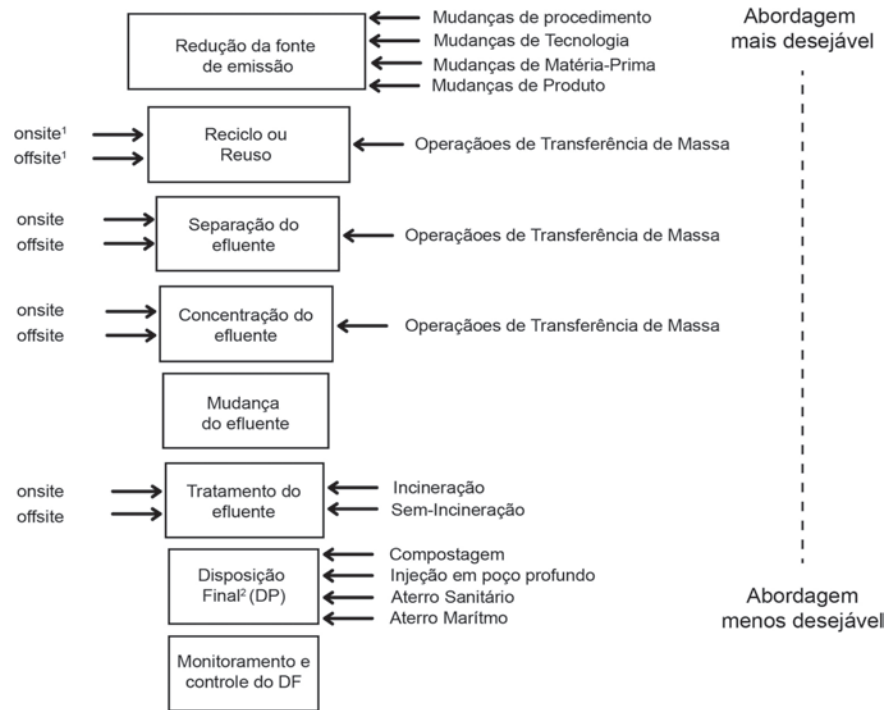 Redução da fonte
de emissão
Mudanças de procedimento
Mudanças de Tecnologia
Mudanças de Matéria-Prima
Mudanças de Produto
Abordagem
mais desejável
onsite¹
offsite¹
Reciclo ou
Reuso
Operaçãoes de Transferência de Massa
onsite
offsite
Separação do
efluente
Operaçãoes de Transferência de Massa
onsite
offsite
Concentração do
efluente
Operaçãoes de Transferência de Massa
Mudança
do efluente
onsite
offsite
Tratamento do
efluente
Incineração
Sem-Incineração
Disposição
Final² (DP)
Compostagem
Injeção em poço profundo
Aterro Sanitário
Aterro Marítmo
Abordagem
menos desejável
Monitoramento e
controle do DF